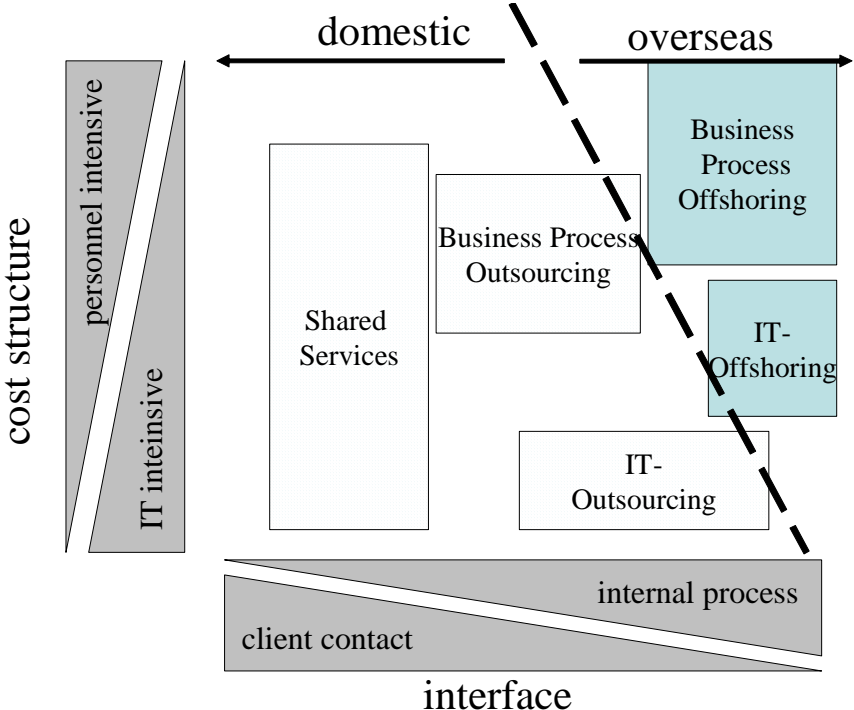 domestic
overseas
cost structure
personnel intensive
IT inteinsive
Shared
Services
Business Process
Outsourcing
Business
Process
Offshoring
IT-
Offshoring
IT-
Outsourcing
internal process
client contact
interface